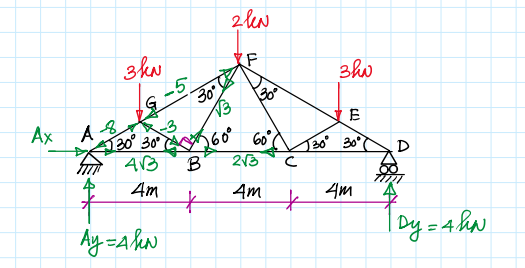 2kN
3kN 3kN
F
-5 30° 30°
G √3 E
Ax A -8 -3
30° 30° 60° 60° 30° 30° D
4√3 B 2√3 C
4m 4m 4m
Ay = 4kN Dy = 4kN